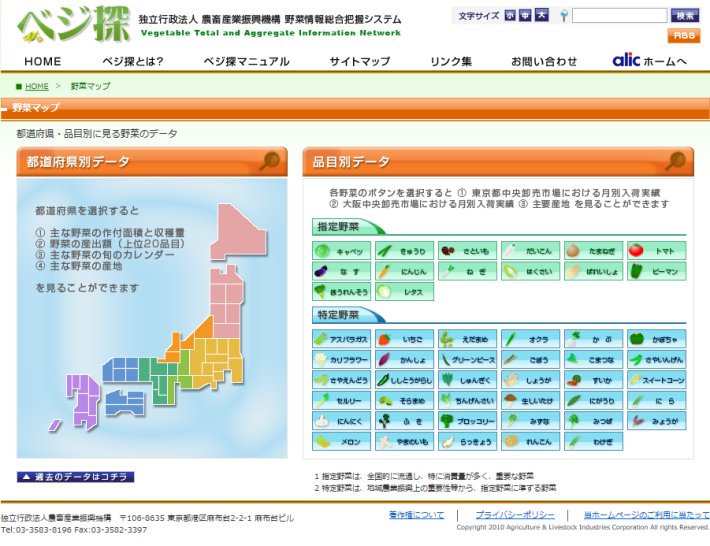 ベジ探 独立行政法人 農畜産業振興機構 野菜情報総合把握システム
Vegetable Total and Aggregate Information Network
文字サイズ 小 中 大 検索
RSS
HOME ベジ探とは? ベジ探マニュアル サイトマップ リンク集 お問い合わせ alic ホームへ
HOME > 野菜マップ
野菜マップ
都道府県・品目別に見る野菜のデータ
都道府県別データ
都道府県を選択すると
① 主な野菜の作付面積と収穫量
② 野菜の産出額（上位20品目）
③ 主な野菜の旬のカレンダー
④ 主な野菜の産地
を見ることができます
品目別データ
各野菜のボタンを選択すると ① 東京都中央卸売市場における月別入荷実績
② 大阪中央卸売市場における月別入荷実績 ③ 主要産地 を見ることができます
指定野菜
キャベツ きゅうり さといも だいこん たまねぎ トマト
なす にんじん ねぎ はくさい ばれいしょ ピーマン
ほうれんそう レタス
特定野菜
アスパラガス いちご えだまめ オクラ かぶ かぼちゃ
カリフラワー かんしょ グリーンピース ごぼう こまつな さやいんげん
さやえんどう ししとうがらし しゅんぎく しょうが すいか スイートコーン
セルリー そらまめ ちんげんさい 生しいたけ にがうり にら
にんにく ふき ブロッコリー みずな みつば みょうが
メロン やまのいも らっきょう れんこん わけぎ
▲ 過去のデータはコチラ
1 指定野菜は、全国的に流通し、特に消費量が多く、重要な野菜
2 特定野菜は、地域農業振興上の重要性等から、指定野菜に準ずる野菜
独立行政法人農畜産業振興機構 〒106-8635 東京都港区麻布台2-2-1 麻布台ビル
Tel:03-3583-8196 Fax:03-3582-3397
著作権について | プライバシーポリシー | 当ホームページのご利用に当たって
Copyright 2010 Agriculture & Livestock Industries Corporation All rights Reserved.